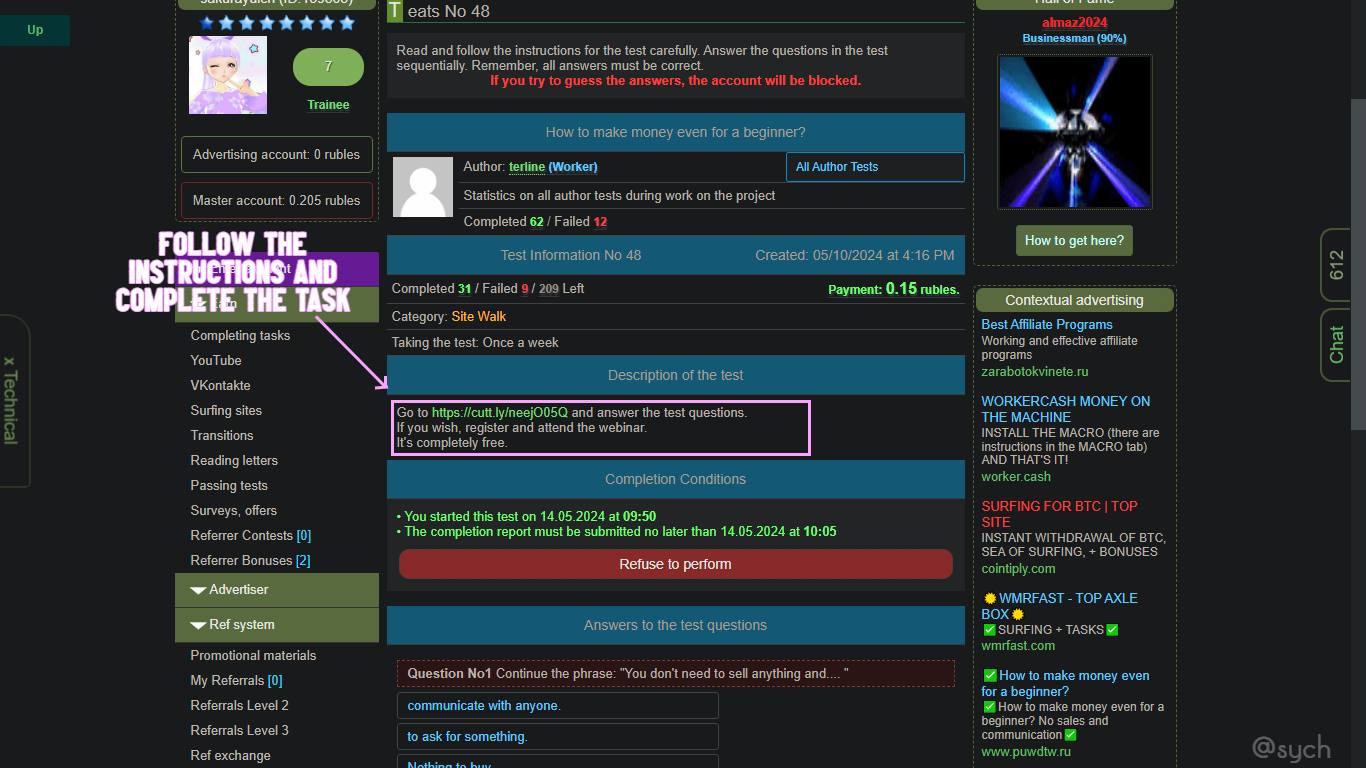 Up
sakurayuen (ID:
7
Trainee
Advertising account: 0 rubles
Master account: 0.205 rubles
FOLLOW THE
INSTRUCTIONS AND
COMPLETE THE TASK
Completing tasks
YouTube
VKontakte
Surfing sites
Transitions
Reading letters
Passing tests
Surveys, offers
Referrer Contests [0]
Referrer Bonuses [2]
Advertiser
Ref system
Promotional materials
My Referrals [0]
Referrals Level 2
Referrals Level 3
Ref exchange
x Technical
Teats No 48
Read and follow the instructions for the test carefully. Answer the questions in the test
sequentially. Remember, all answers must be correct.
If you try to guess the answers, the account will be blocked.
How to make money even for a beginner?
Author: terline (Worker)
All Author Tests
Statistics on all author tests during work on the project
Completed 62 / Failed 12
Test Information No 48
Created: 05/10/2024 at 4:16 PM
Completed 31 / Failed 9 / 209 Left
Payment: 0.15 rubles.
Category: Site Walk
Taking the test: Once a week
Description of the test
Go to https://cutt.ly/neejO05Q and answer the test questions.
If you wish, register and attend the webinar.
It's completely free.
Completion Conditions
• You started this test on 14.05.2024 at 09:50
• The completion report must be submitted no later than 14.05.2024 at 10:05
Refuse to perform
Answers to the test questions
Question No1 Continue the phrase: "You don't need to sell anything and.... "
communicate with anyone.
to ask for something.
Nothing to buy
Hall of Fame
almaz2024
Businessman (90%)
How to get here?
Contextual advertising
Best Affiliate Programs
Working and effective affiliate
programs
zarabotokvinete.ru
WORKERCASH MONEY ON
THE MACHINE
INSTALL THE MACRO (there are
instructions in the MACRO tab)
AND THAT'S IT!
worker.cash
SURFING FOR BTC | TOP
SITE
INSTANT WITHDRAWAL OF BTC,
SEA OF SURFING, + BONUSES
cointiply.com
WMRFAST - TOP AXLE
BOX
SURFING + TASKS
wmrfast.com
How to make money even
for a beginner?
How to make money even for a
beginner? No sales and
communication
www.puwdtw.ru
612
Chat
@sych